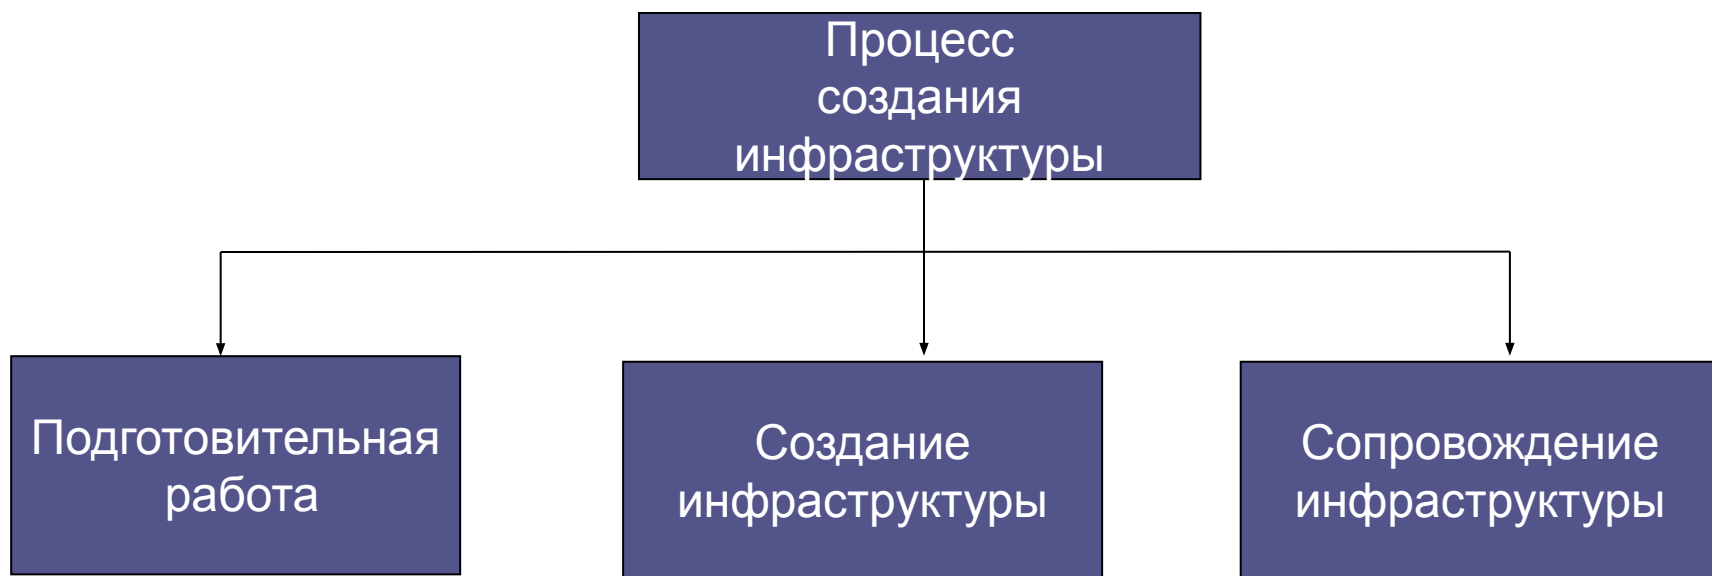 Процесс
создания
инфраструктуры
Подготовительная
работа
Создание
инфраструктуры
Сопровождение
инфраструктуры